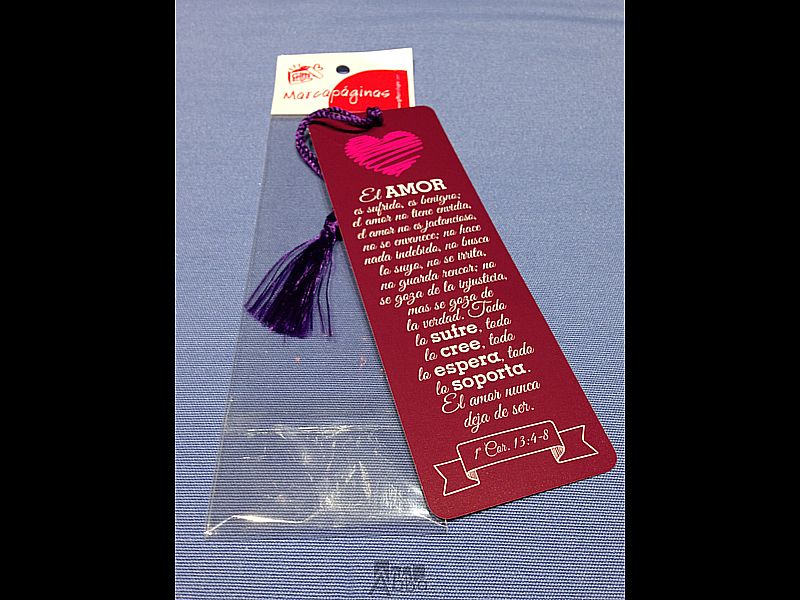 Marcapáginas
El AMOR
es sufrido, es benigno;
el amor no tiene envidia,
el amor no es jactancioso,
no se envanece; no hace
nada indebido, no busca
lo suyo, no se irrita,
no guarda rencor; no
se goza de la injusticia,
mas se goza de
la verdad. Todo
lo sufre, todo
lo cree, todo
lo espera, todo
lo soporta.
El amor nunca
deja de ser.
1ª Cor. 13:4-8